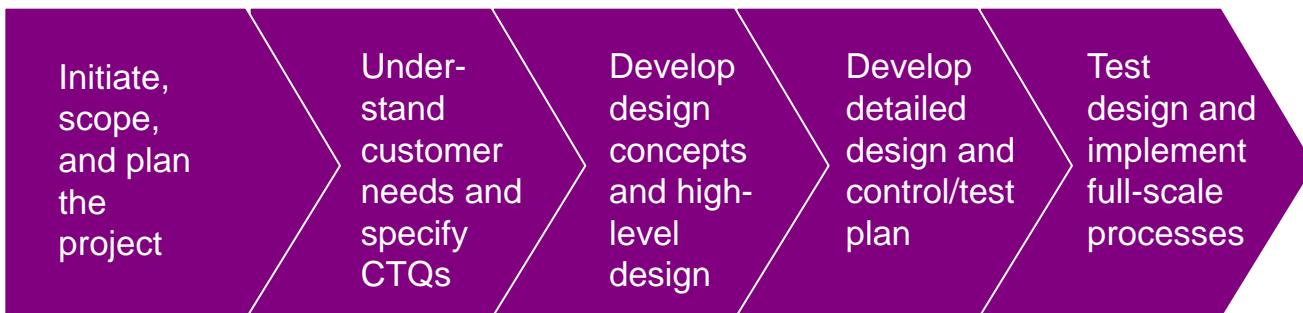 Initiate,
scope,
and plan
the
project
Under-
stand
customer
needs and
specify
CTQs
Develop
design
concepts
and high-
level
design
Develop
detailed
design and
control/test
plan
Test
design and
implement
full-scale
processes